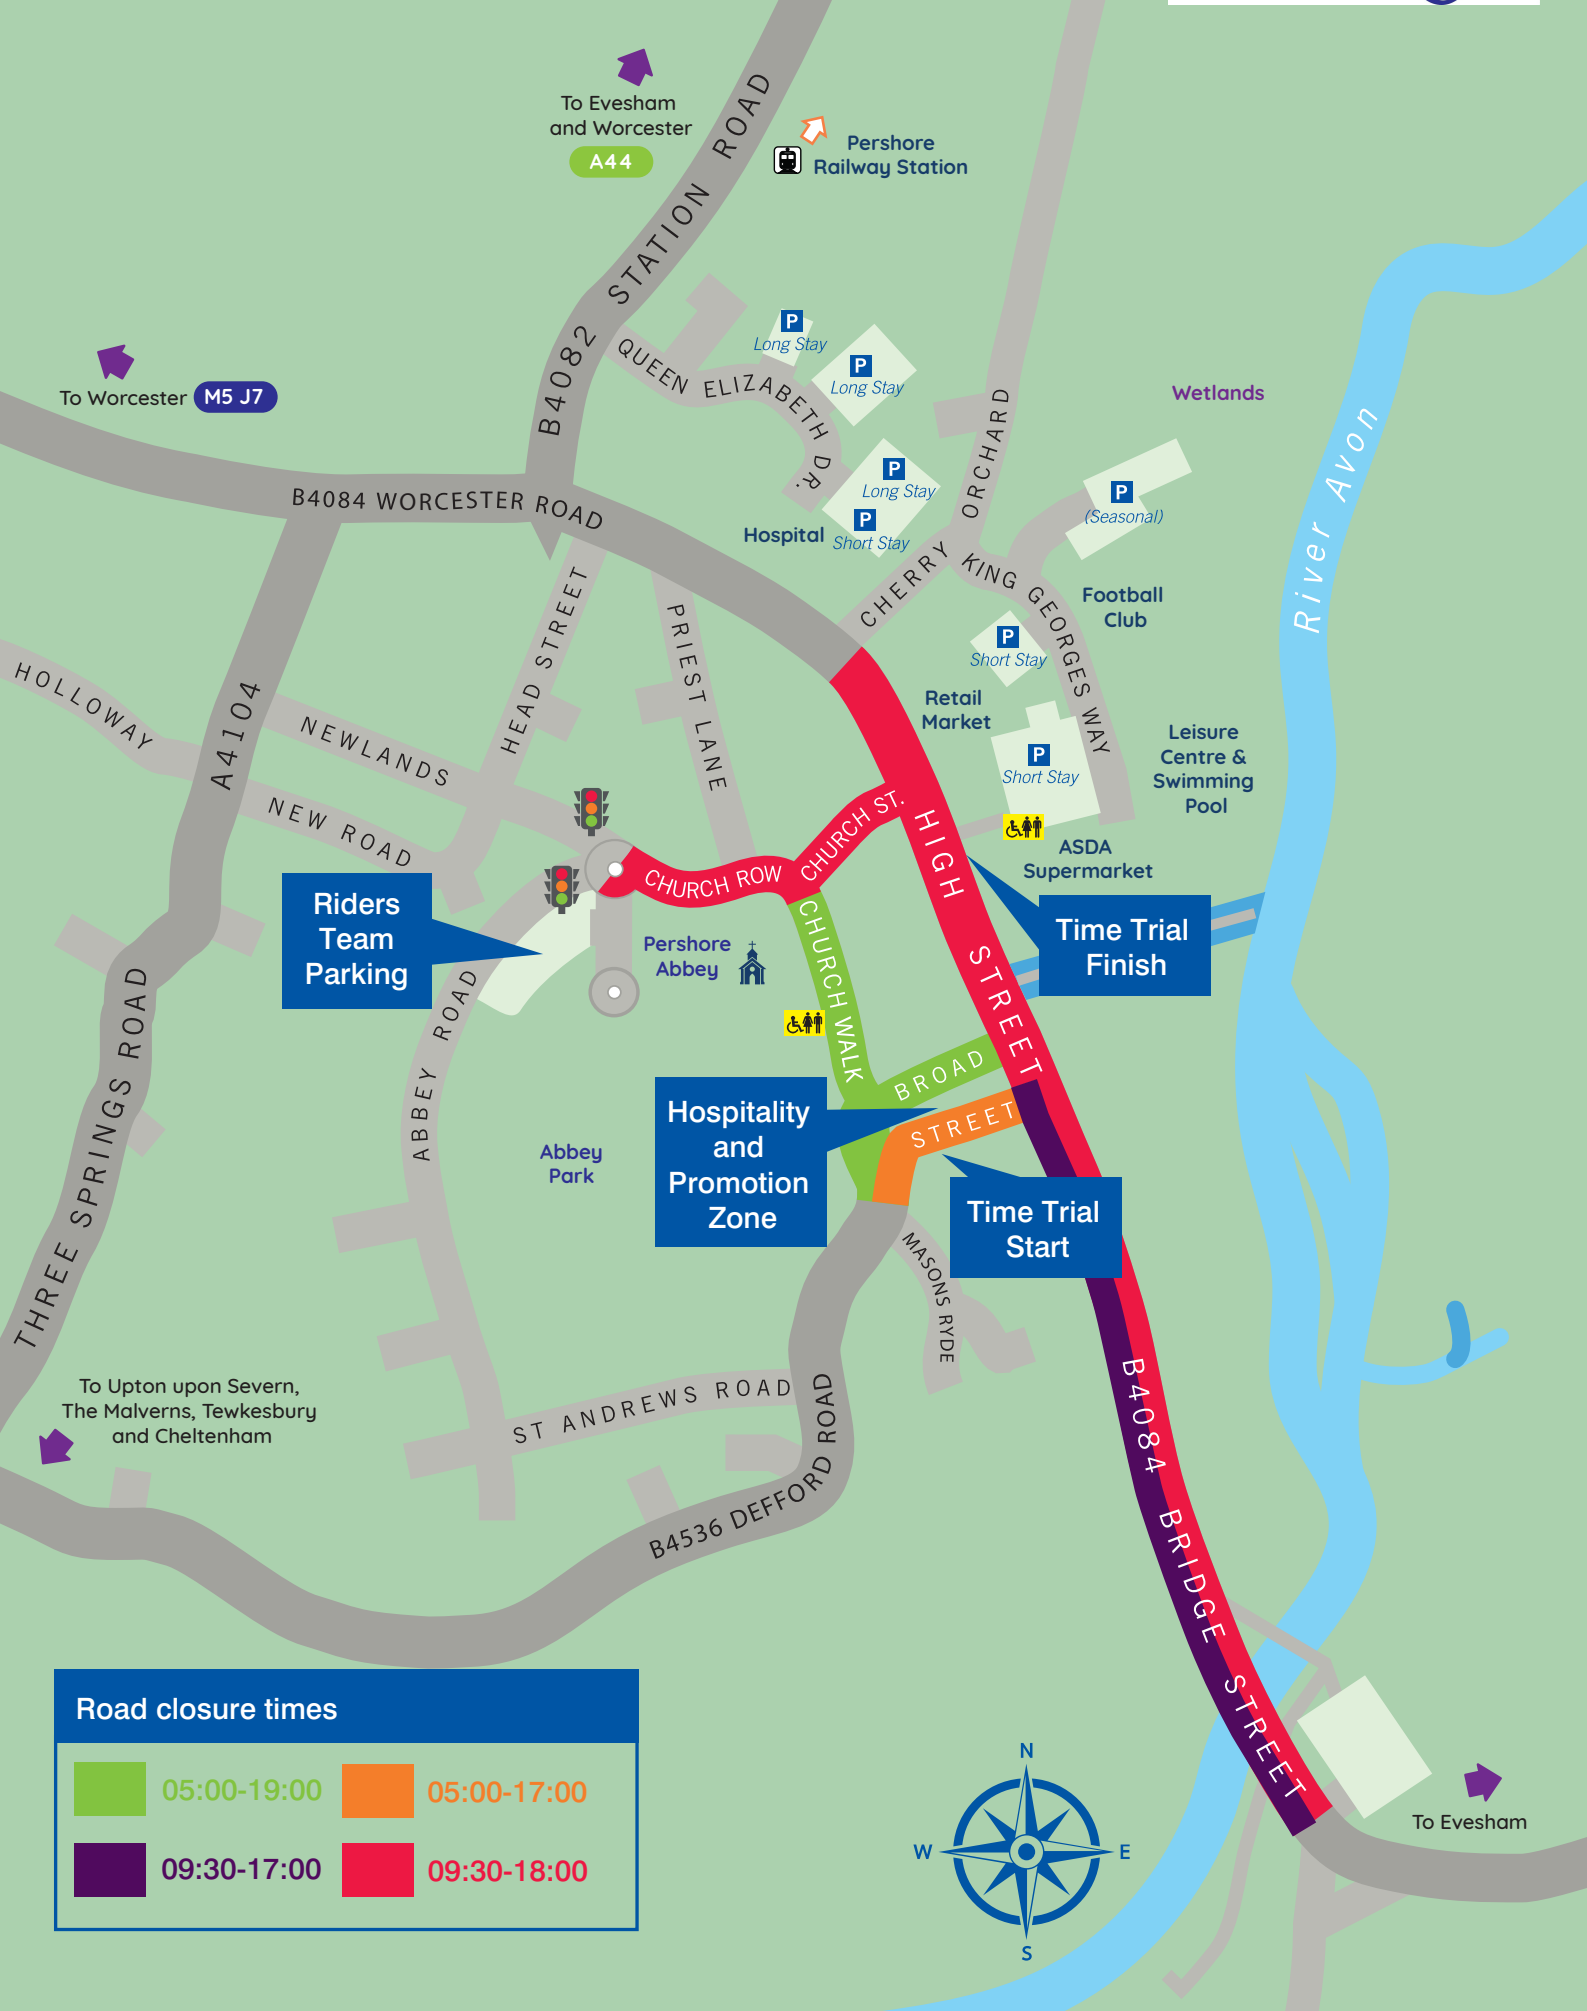 To Evesham
and Worcester
A44
STATION ROAD
B4082
Pershore
Railway Station
To Worcester M5 J7
QUEEN ELIZABETH DR.
P
Long Stay
P
Long Stay
P
Long Stay
P
Short Stay
Hospital
CHERRY ORCHARD
Wetlands
P
(Seasonal)
River Avon
B4084 WORCESTER ROAD
KING GEORGES WAY
Football
Club
P
Short Stay
Retail
Market
P
Short Stay
Leisure
Centre &
Swimming
Pool
ASDA
Supermarket
HOLLOWAY
A4104
NEWLANDS
NEW ROAD
HEAD STREET
PRIEST LANE
CHURCH ROW
CHURCH ST.
HIGH STREET
Riders
Team
Parking
Pershore
Abbey
CHURCH WALK
Time Trial
Finish
THREE SPRINGS ROAD
ABBEY ROAD
BROAD
STREET
Hospitality
and
Promotion
Zone
Abbey
Park
Time Trial
Start
MASONS RYDE
ST ANDREWS ROAD
B4536 DEFFORD ROAD
B4084 BRIDGE STREET
To Upton upon Severn,
The Malverns, Tewkesbury
and Cheltenham
To Evesham
Road closure times
05:00-19:00
05:00-17:00
09:30-17:00
09:30-18:00
N
W
E
S